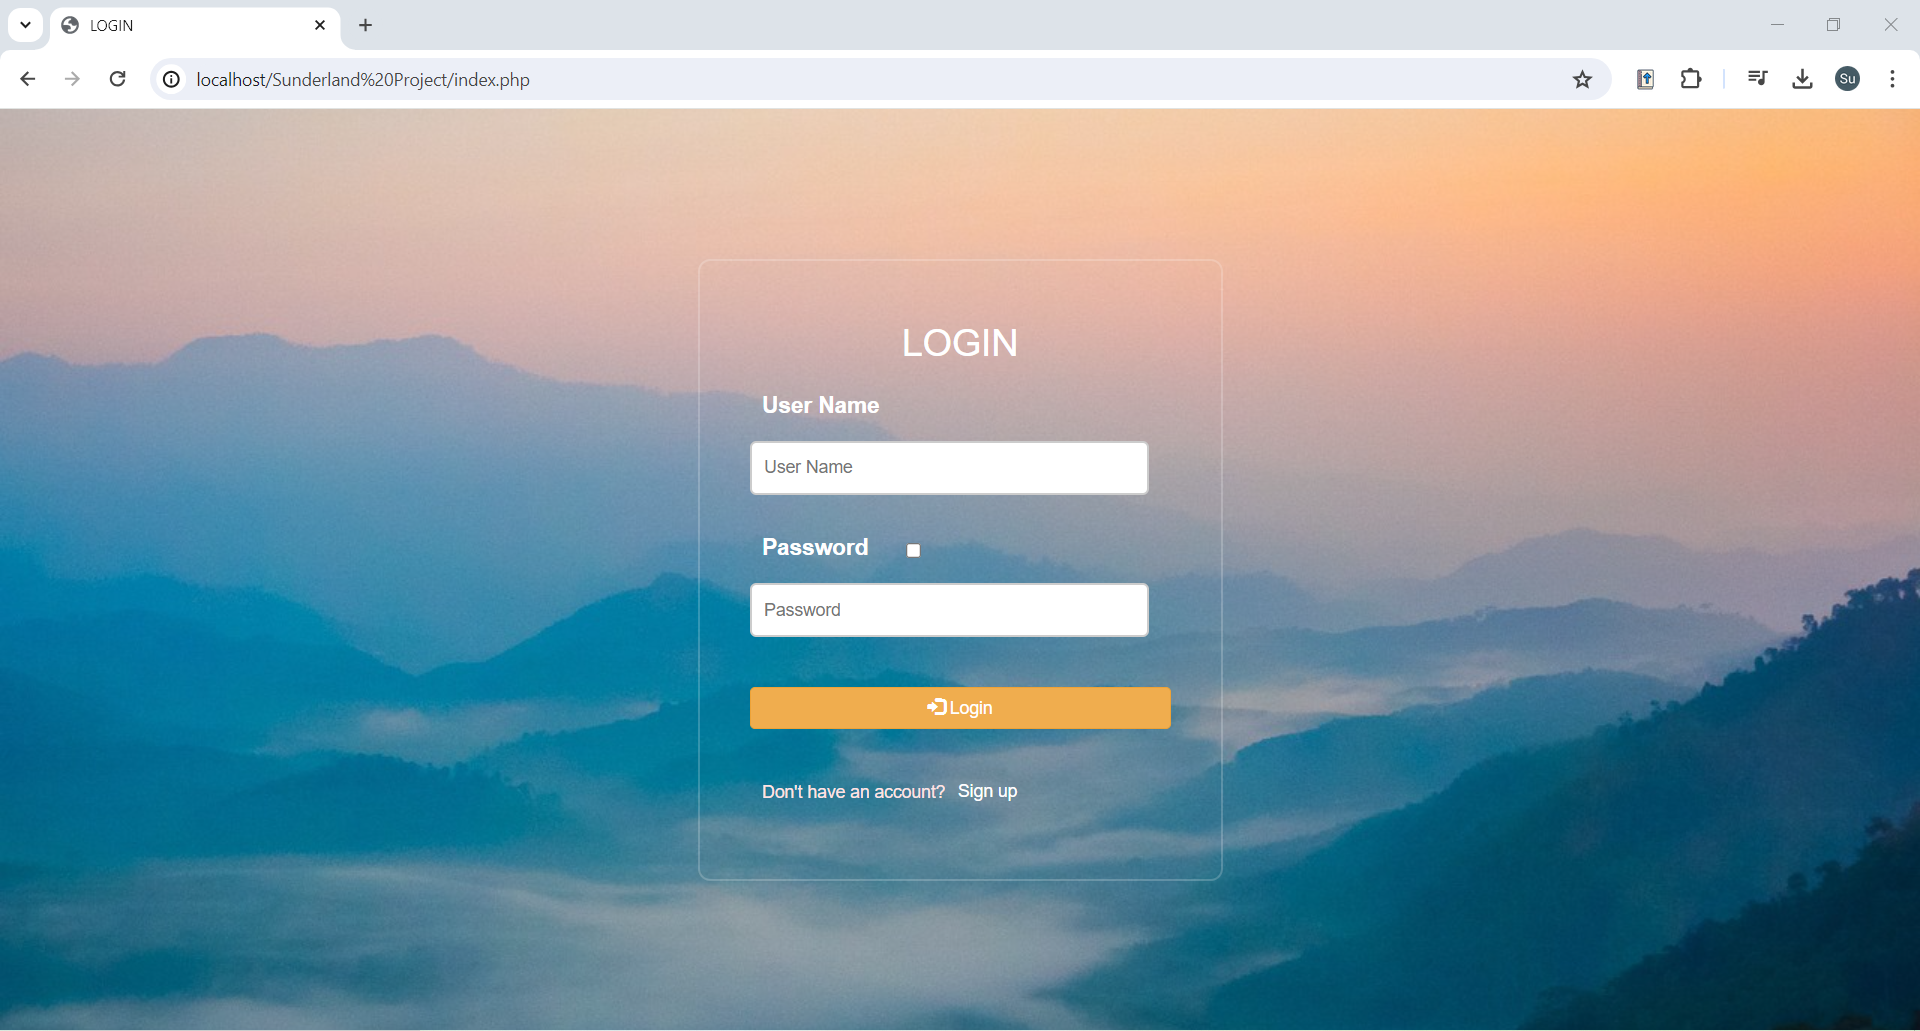 LOGIN
localhost/Sunderland%20Project/index.php
Su
LOGIN
User Name
User Name
Password
Password
Login
Don't have an account? Sign up